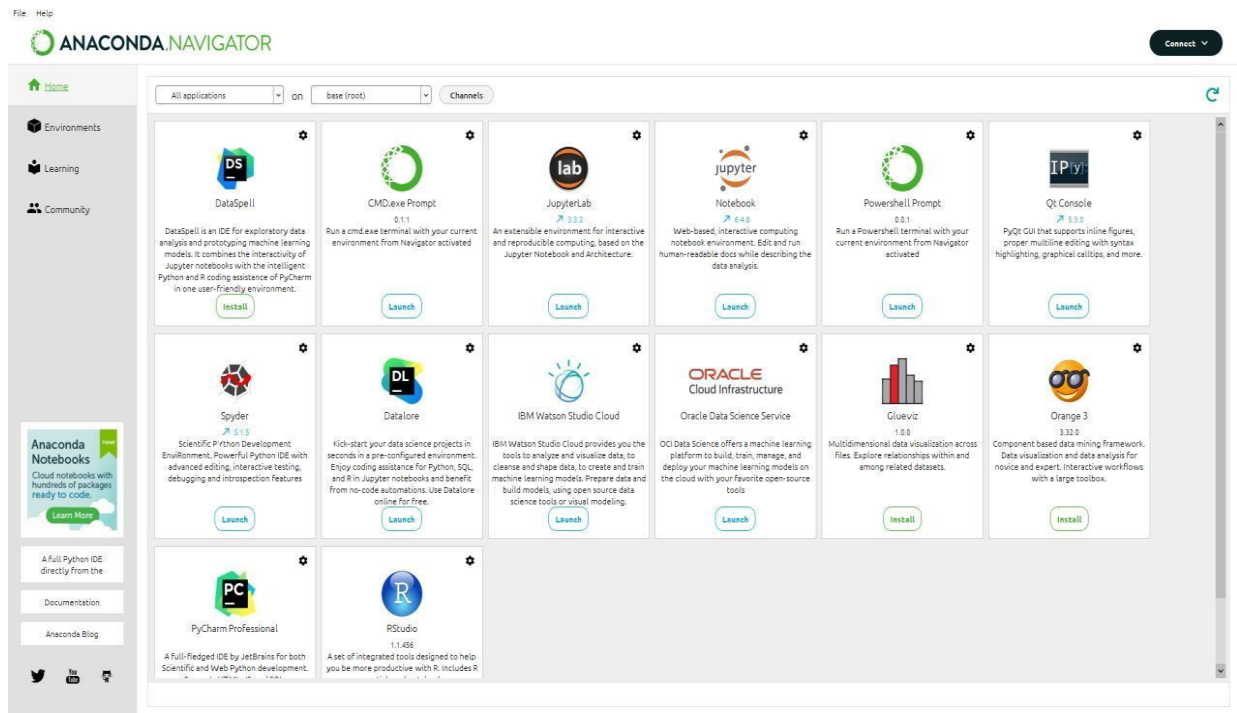 File Help
ANACONDA.NAVIGATOR
Connect
Home
Environments
Learning
Community
All applications
on
base (root)
Channels
DS
DataSpell
DataSpell is an IDE for exploratory data
analysis and prototyping machine learning
models. It combines the interactivity of
Jupyter notebooks with the intelligent
Python and R coding assistance of PyCharm
in one user-friendly environment.
Install
CMD.exe Prompt
0.1.1
Run a cmd.exe terminal with your current
environment from Navigator activated
Launch
lab
JupyterLab
3.3.2
An extensible environment for interactive
and reproducible computing, based on the
Jupyter Notebook and Architecture.
Launch
jupyter
Notebook
6.4.8
Web-based, interactive computing
notebook environment. Edit and run
human-readable docs while describing the
data analysis.
Launch
Powershell Prompt
0.0.1
Run a Powershell terminal with your
current environment from Navigator
activated
Launch
IP[y]:
Qt Console
5.3.0
PyQt GUI that supports inline figures,
proper multiline editing with syntax
highlighting, graphical calltips, and more.
Launch
Spyder
5.1.5
Scientific PYthon Development
EnviRonment. Powerful Python IDE with
advanced editing, interactive testing,
debugging and introspection features
Launch
DL
Datalore
Kick-start your data science projects in
seconds in a pre-configured environment.
Enjoy coding assistance for Python, SQL,
and R in Jupyter notebooks and benefit
from no-code automations. Use Datalore
online for free.
Launch
IBM Watson Studio Cloud
IBM Watson Studio Cloud provides you the
tools to analyze and visualize data, to
cleanse and shape data, to create and train
machine learning models. Prepare data and
build models, using open source data
science tools or visual modeling.
Launch
ORACLE
Cloud Infrastructure
Oracle Data Science Service
OCI Data Science offers a machine learning
platform to build, train, manage, and
deploy your machine learning models on
the cloud with your favorite open-source
tools
Launch
Glueviz
1.0.0
Multidimensional data visualization across
files. Explore relationships within and
among related datasets.
Install
Orange 3
3.32.0
Component based data mining framework.
Data visualization and data analysis for
novice and expert. Interactive workflows
with a large toolbox.
Install
PC
PyCharm Professional
A full-fledged IDE by JetBrains for both
Scientific and Web Python development.
R
RStudio
1.1.456
A set of integrated tools designed to help
you be more productive with R. Includes R
Anaconda
Notebooks
new
Cloud notebooks with
hundreds of packages
ready to code.
Learn More
A Full Python IDE
directly from the
Documentation
Anaconda Blog
You
Tube